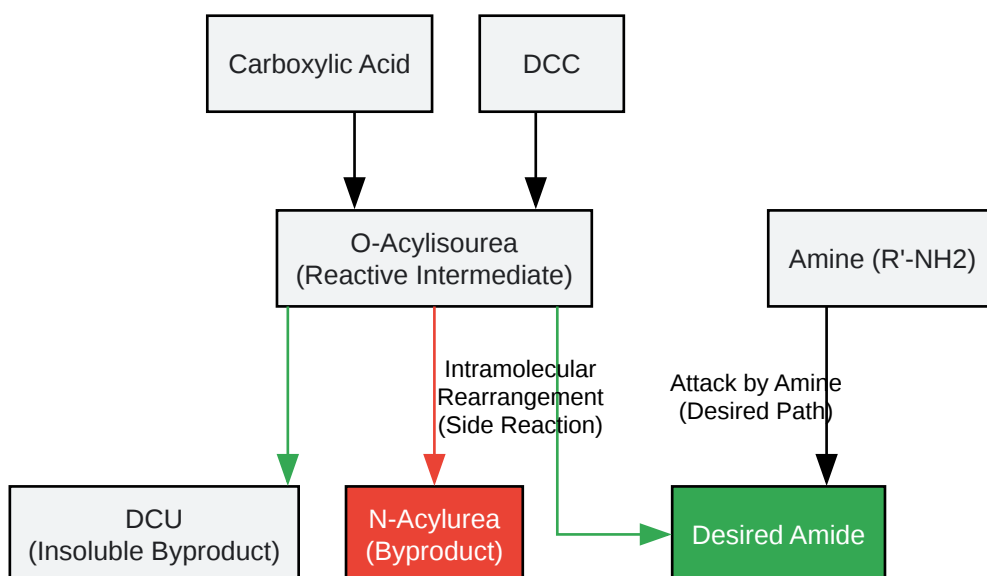 Carboxylic Acid
DCC
O-Acylisourea
(Reactive Intermediate)
Amine (R'-NH2)
Intramolecular
Rearrangement
(Side Reaction)
Attack by Amine
(Desired Path)
DCU
(Insoluble Byproduct)
N-Acylurea
(Byproduct)
Desired Amide